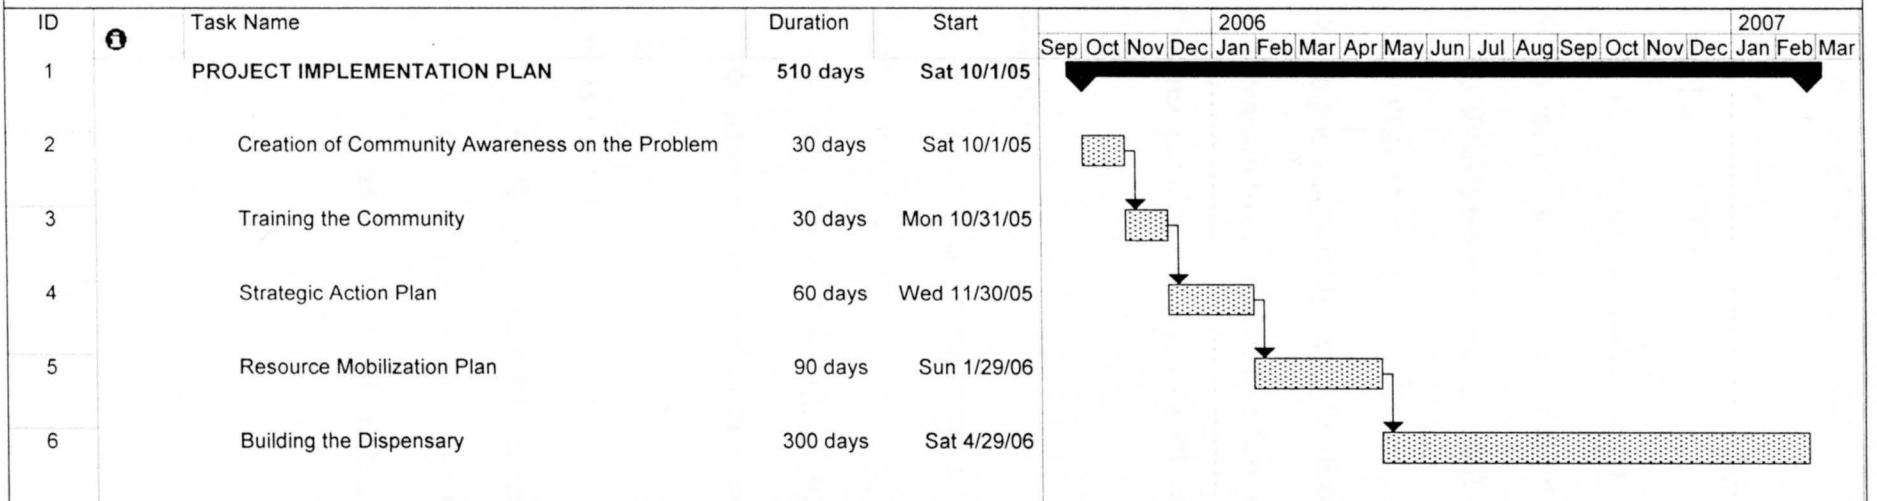 ID Task Name Duration Start 2006 2007
Sep Oct Nov Dec Jan Feb Mar Apr May Jun Jul Aug Sep Oct Nov Dec Jan Feb Mar
1 PROJECT IMPLEMENTATION PLAN 510 days Sat 10/1/05
2 Creation of Community Awareness on the Problem 30 days Sat 10/1/05
3 Training the Community 30 days Mon 10/31/05
4 Strategic Action Plan 60 days Wed 11/30/05
5 Resource Mobilization Plan 90 days Sun 1/29/06
6 Building the Dispensary 300 days Sat 4/29/06